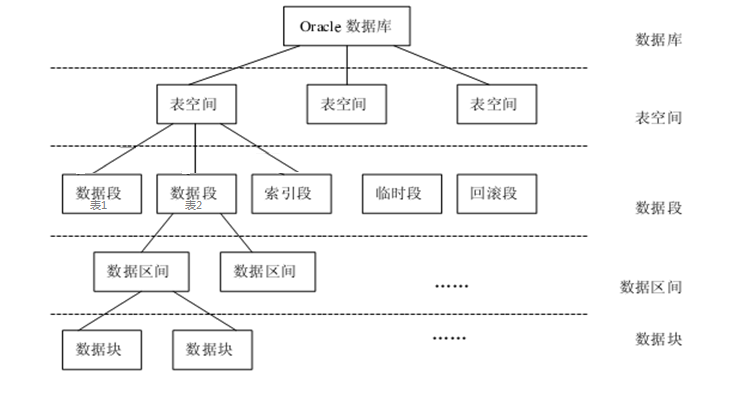 Oracle 数据库
数据库
表空间
表空间
表空间
表空间
数据段
表1
数据段
表2
索引段
临时段
回滚段
数据段
数据区间
数据区间
……
数据区间
数据块
数据块
……
数据块